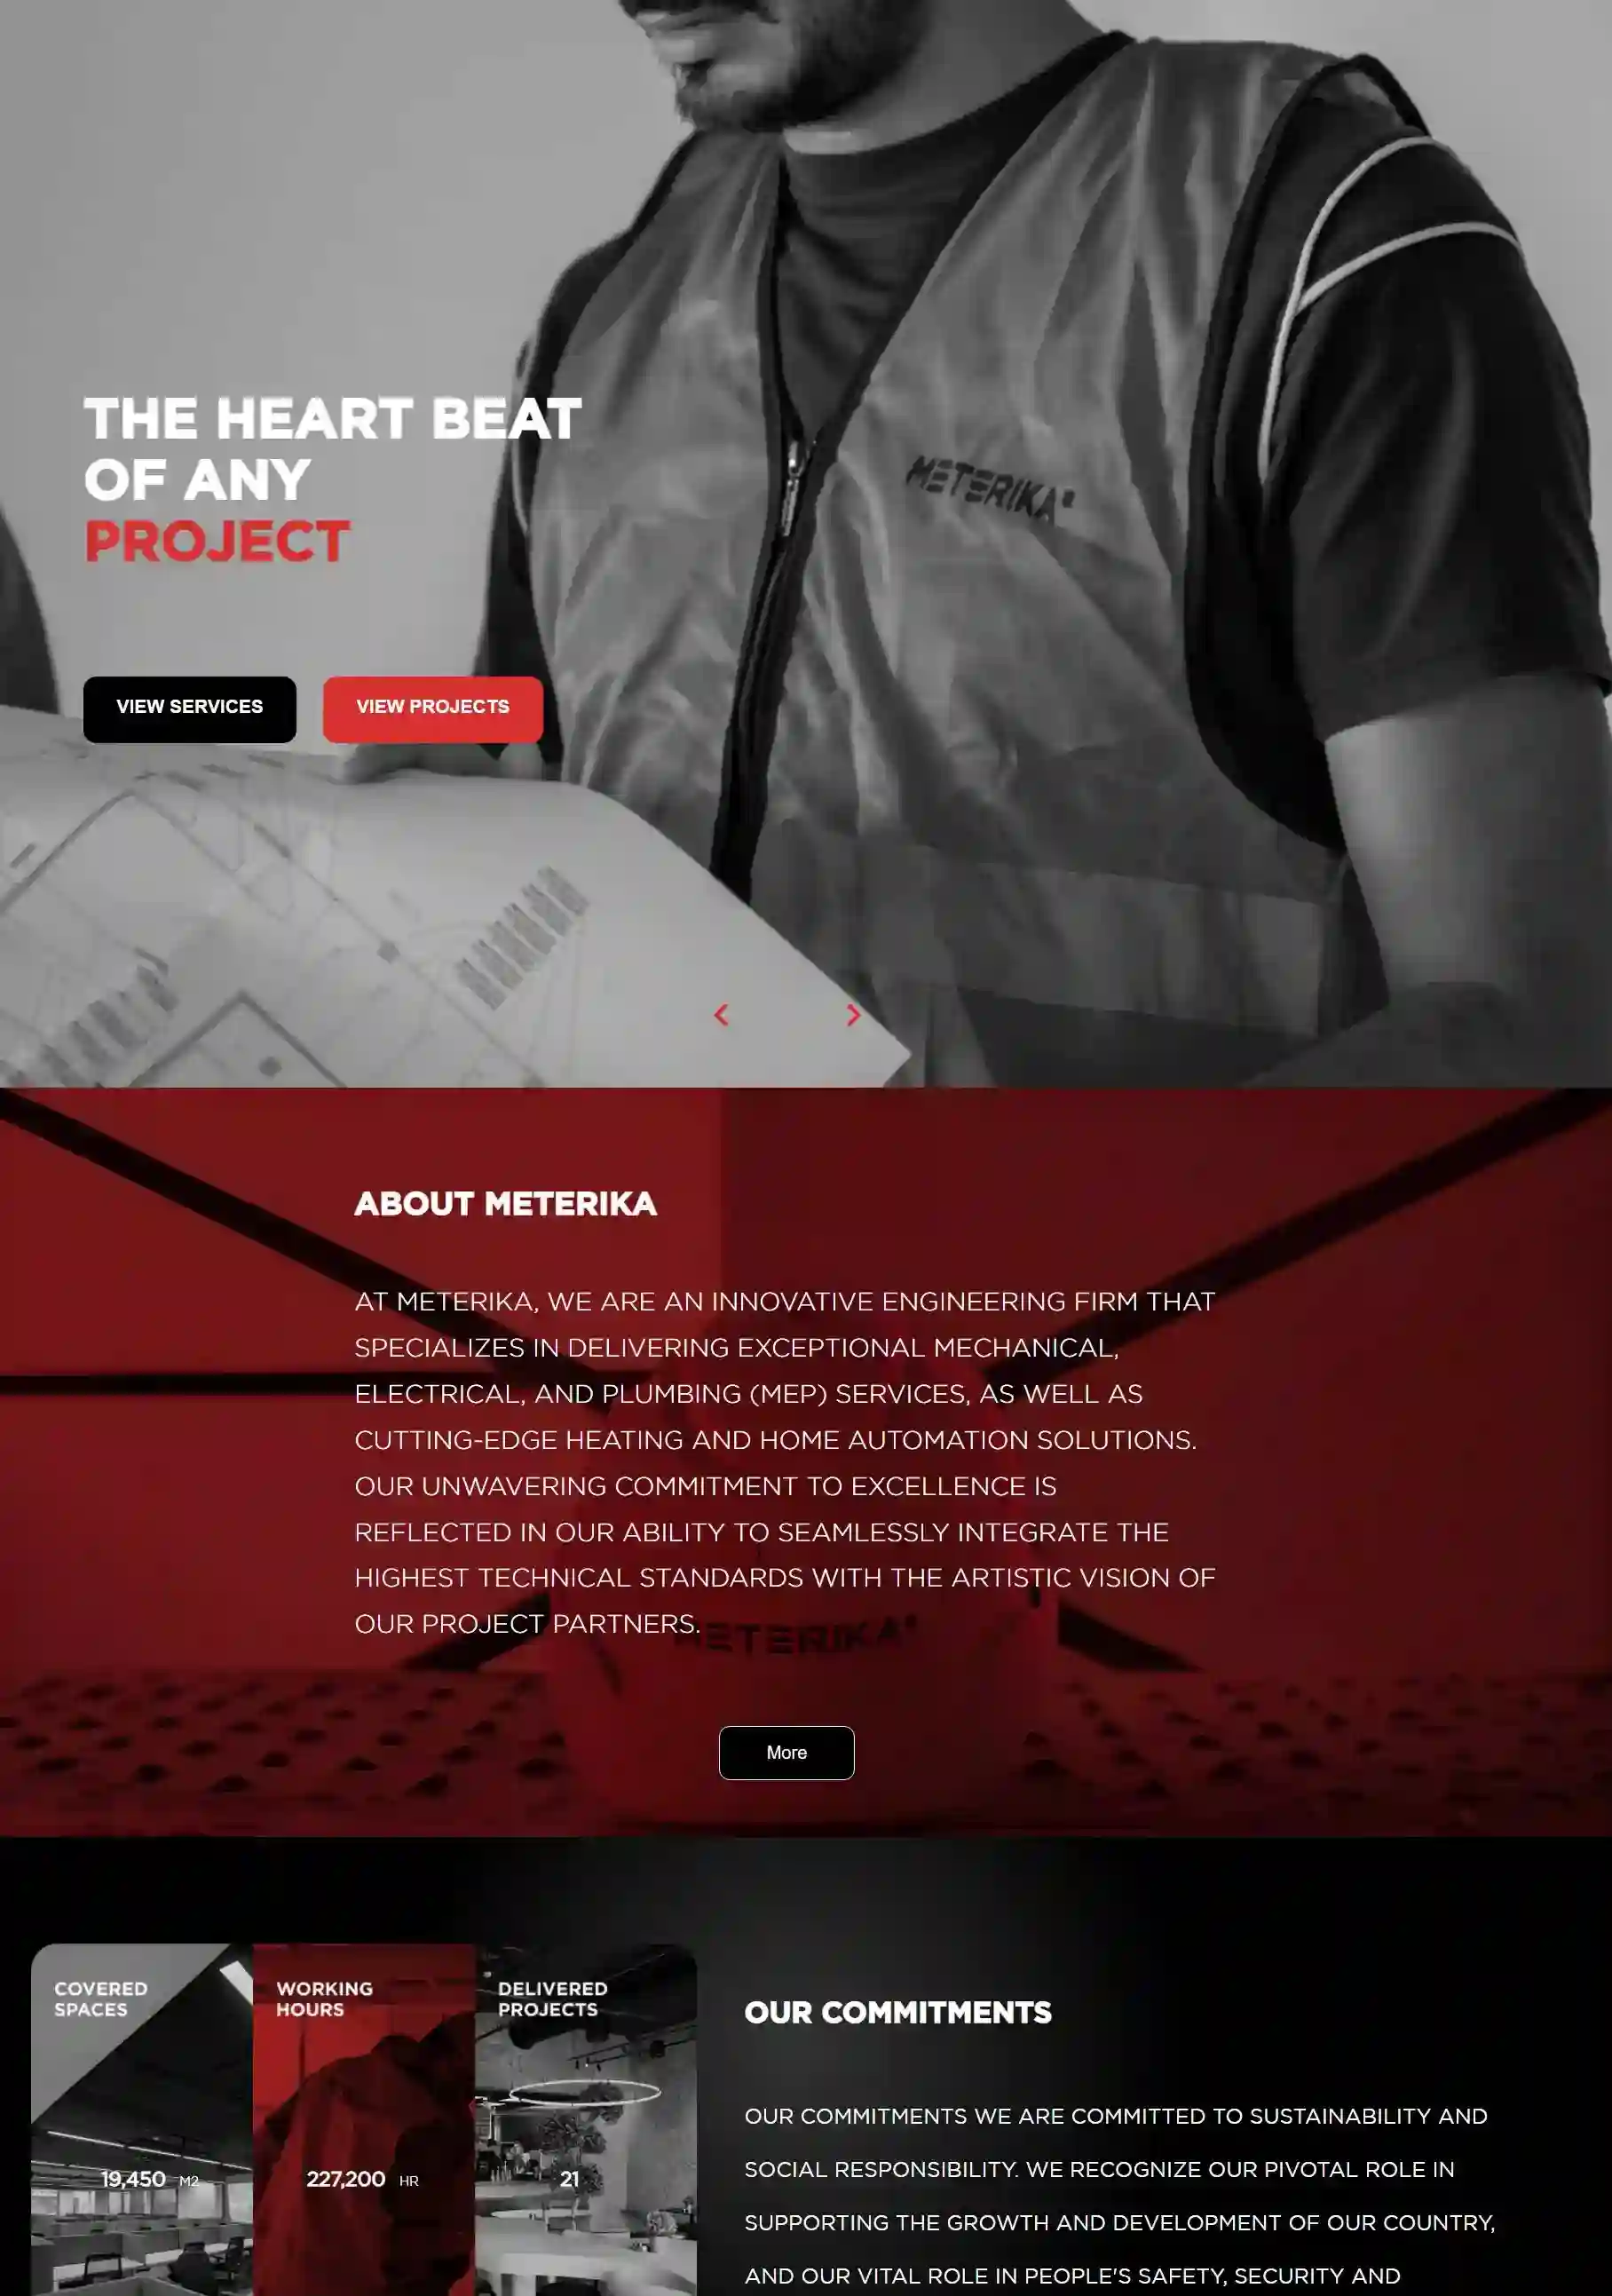 METERIKA
THE HEART BEAT
OF ANY
PROJECT
VIEW SERVICES
VIEW PROJECTS
ABOUT METERIKA
AT METERIKA, WE ARE AN INNOVATIVE ENGINEERING FIRM THAT
SPECIALIZES IN DELIVERING EXCEPTIONAL MECHANICAL,
ELECTRICAL, AND PLUMBING (MEP) SERVICES, AS WELL AS
CUTTING-EDGE HEATING AND HOME AUTOMATION SOLUTIONS.
OUR UNWAVERING COMMITMENT TO EXCELLENCE IS
REFLECTED IN OUR ABILITY TO SEAMLESSLY INTEGRATE THE
HIGHEST TECHNICAL STANDARDS WITH THE ARTISTIC VISION OF
OUR PROJECT PARTNERS.
METERIKA
More
COVERED
SPACES
19,450 M2
WORKING
HOURS
227,200 HR
DELIVERED
PROJECTS
21
OUR COMMITMENTS
OUR COMMITMENTS WE ARE COMMITTED TO SUSTAINABILITY AND
SOCIAL RESPONSIBILITY. WE RECOGNIZE OUR PIVOTAL ROLE IN
SUPPORTING THE GROWTH AND DEVELOPMENT OF OUR COUNTRY,
AND OUR VITAL ROLE IN PEOPLE'S SAFETY, SECURITY AND